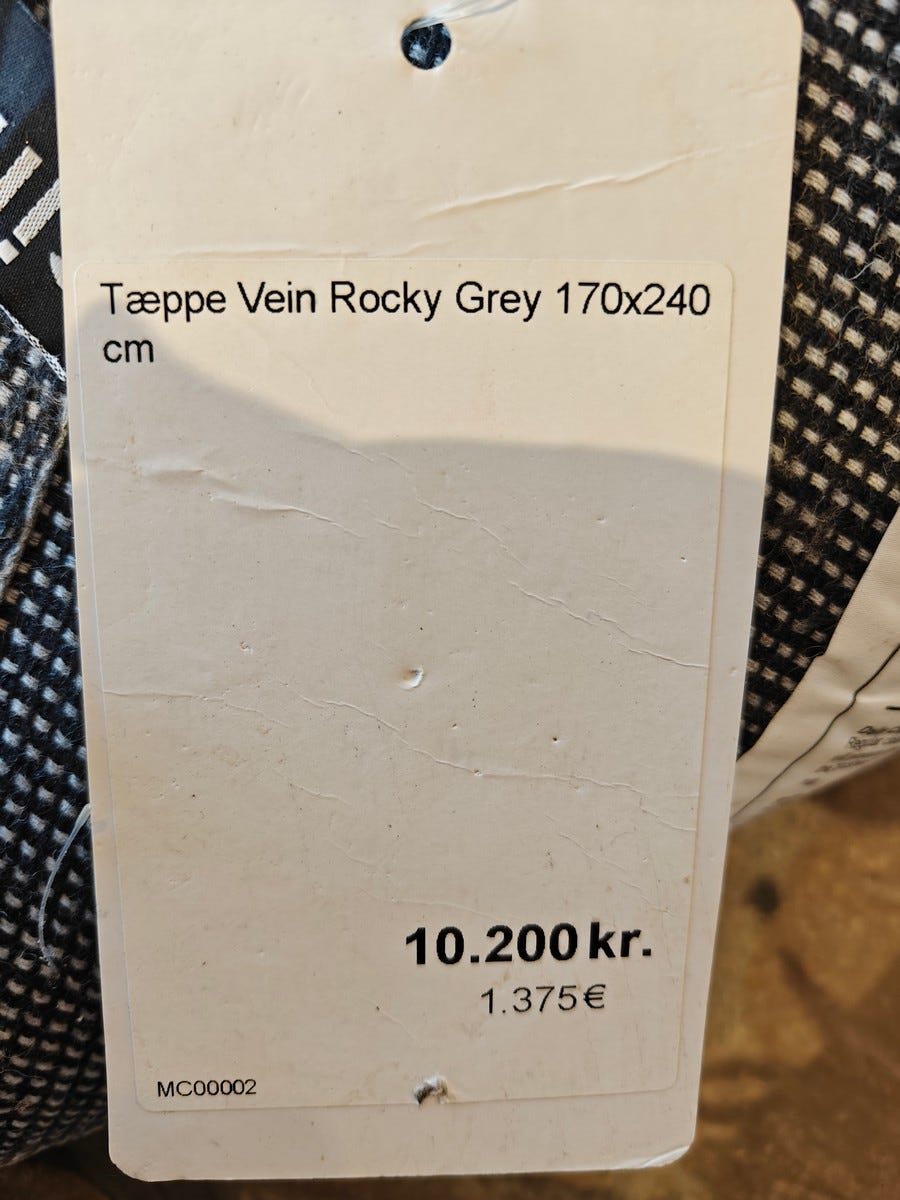 Tæppe Vein Rocky Grey 170x240
cm
10.200 kr.
1.375€
MC00002